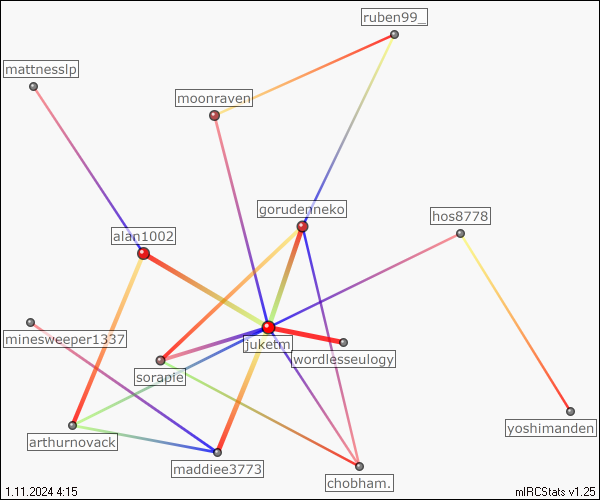 ruben99_
mattnesslp
moonraven
gorudenneko
hos8778
alan1002
minesweeper1337
juketm
wordlesseulogy
sorapie
yoshimanden
arthurnovack
maddiee3773
chobham.
1.11.2024 4:15
mIRCStats v1.25